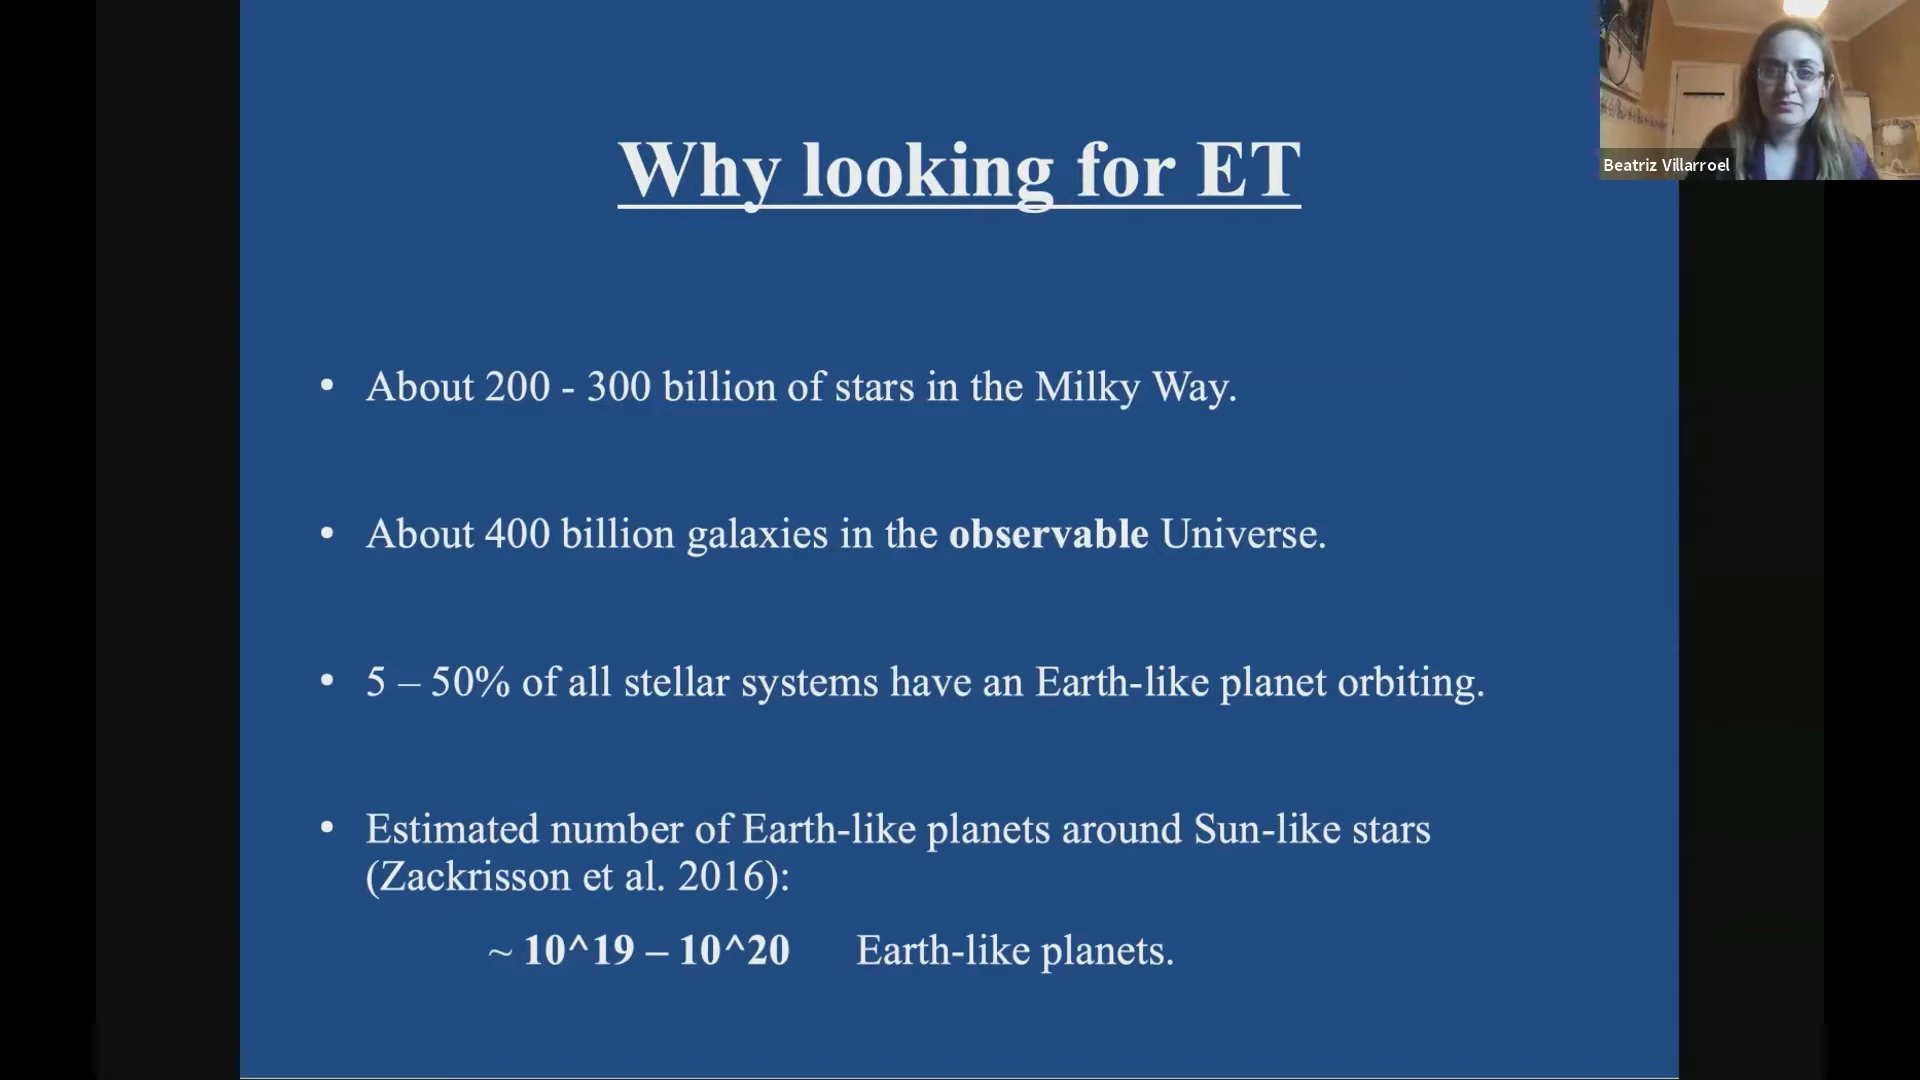 Why looking for ET
Beatriz Villarroel
• About 200 - 300 billion of stars in the Milky Way.
• About 400 billion galaxies in the observable Universe.
• 5 – 50% of all stellar systems have an Earth-like planet orbiting.
• Estimated number of Earth-like planets around Sun-like stars
(Zackrisson et al. 2016):
~ 10^19 – 10^20 Earth-like planets.